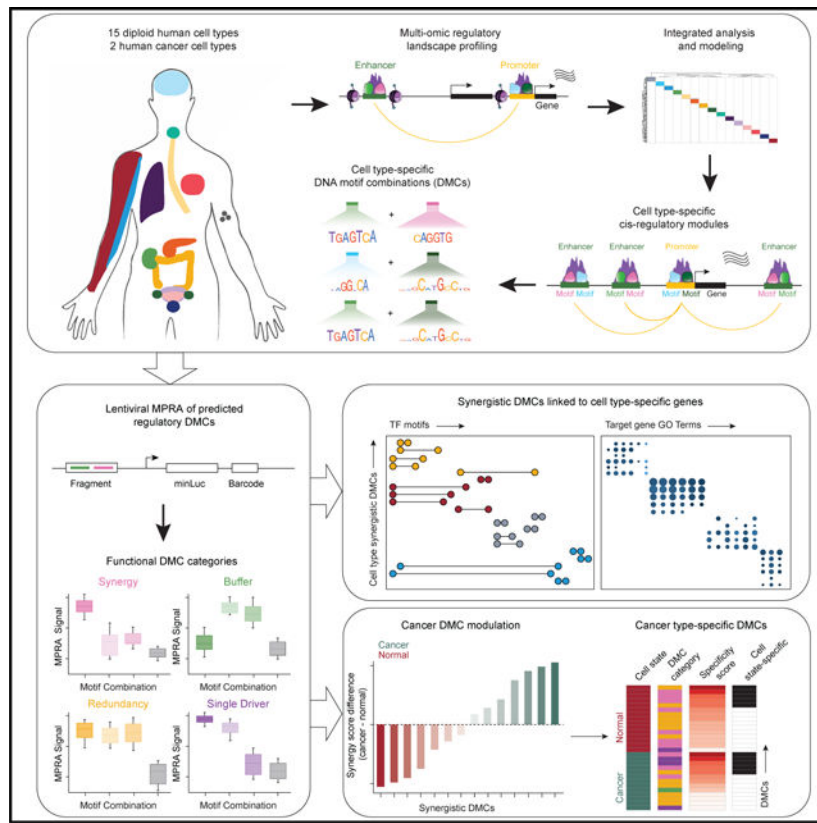 15 diploid human cell types
2 human cancer cell types
Multi-omic regulatory
landscape profiling
Integrated analysis
and modeling
Enhancer
Promoter
Gene
Cell type-specific
DNA motif combinations (DMCs)
TGAGTCA
+
CAGGTG
+
TGAGTCA
+
Cell type-specific
cis-regulatory modules
Enhancer
Enhancer
Promoter
Enhancer
Motif Motif
Motif Motif
Motif Motif
Gene
Motif Motif
Lentiviral MPRA of predicted
regulatory DMCs
Fragment
minLuc
Barcode
Functional DMC categories
Synergy
Buffer
MPRA Signal
MPRA Signal
Motif Combination
Motif Combination
Redundancy
Single Driver
MPRA Signal
MPRA Signal
Motif Combination
Motif Combination
Synergistic DMCs linked to cell type-specific genes
TF motifs
Target gene GO Terms
Cell type synergistic DMCs
Cancer DMC modulation
Cancer
Normal
Synergy score difference
(cancer - normal)
Synergistic DMCs
Cancer type-specific DMCs
Cell state
DMC
category
Specificity
score
Cell
state-specific
Normal
Cancer
DMCs